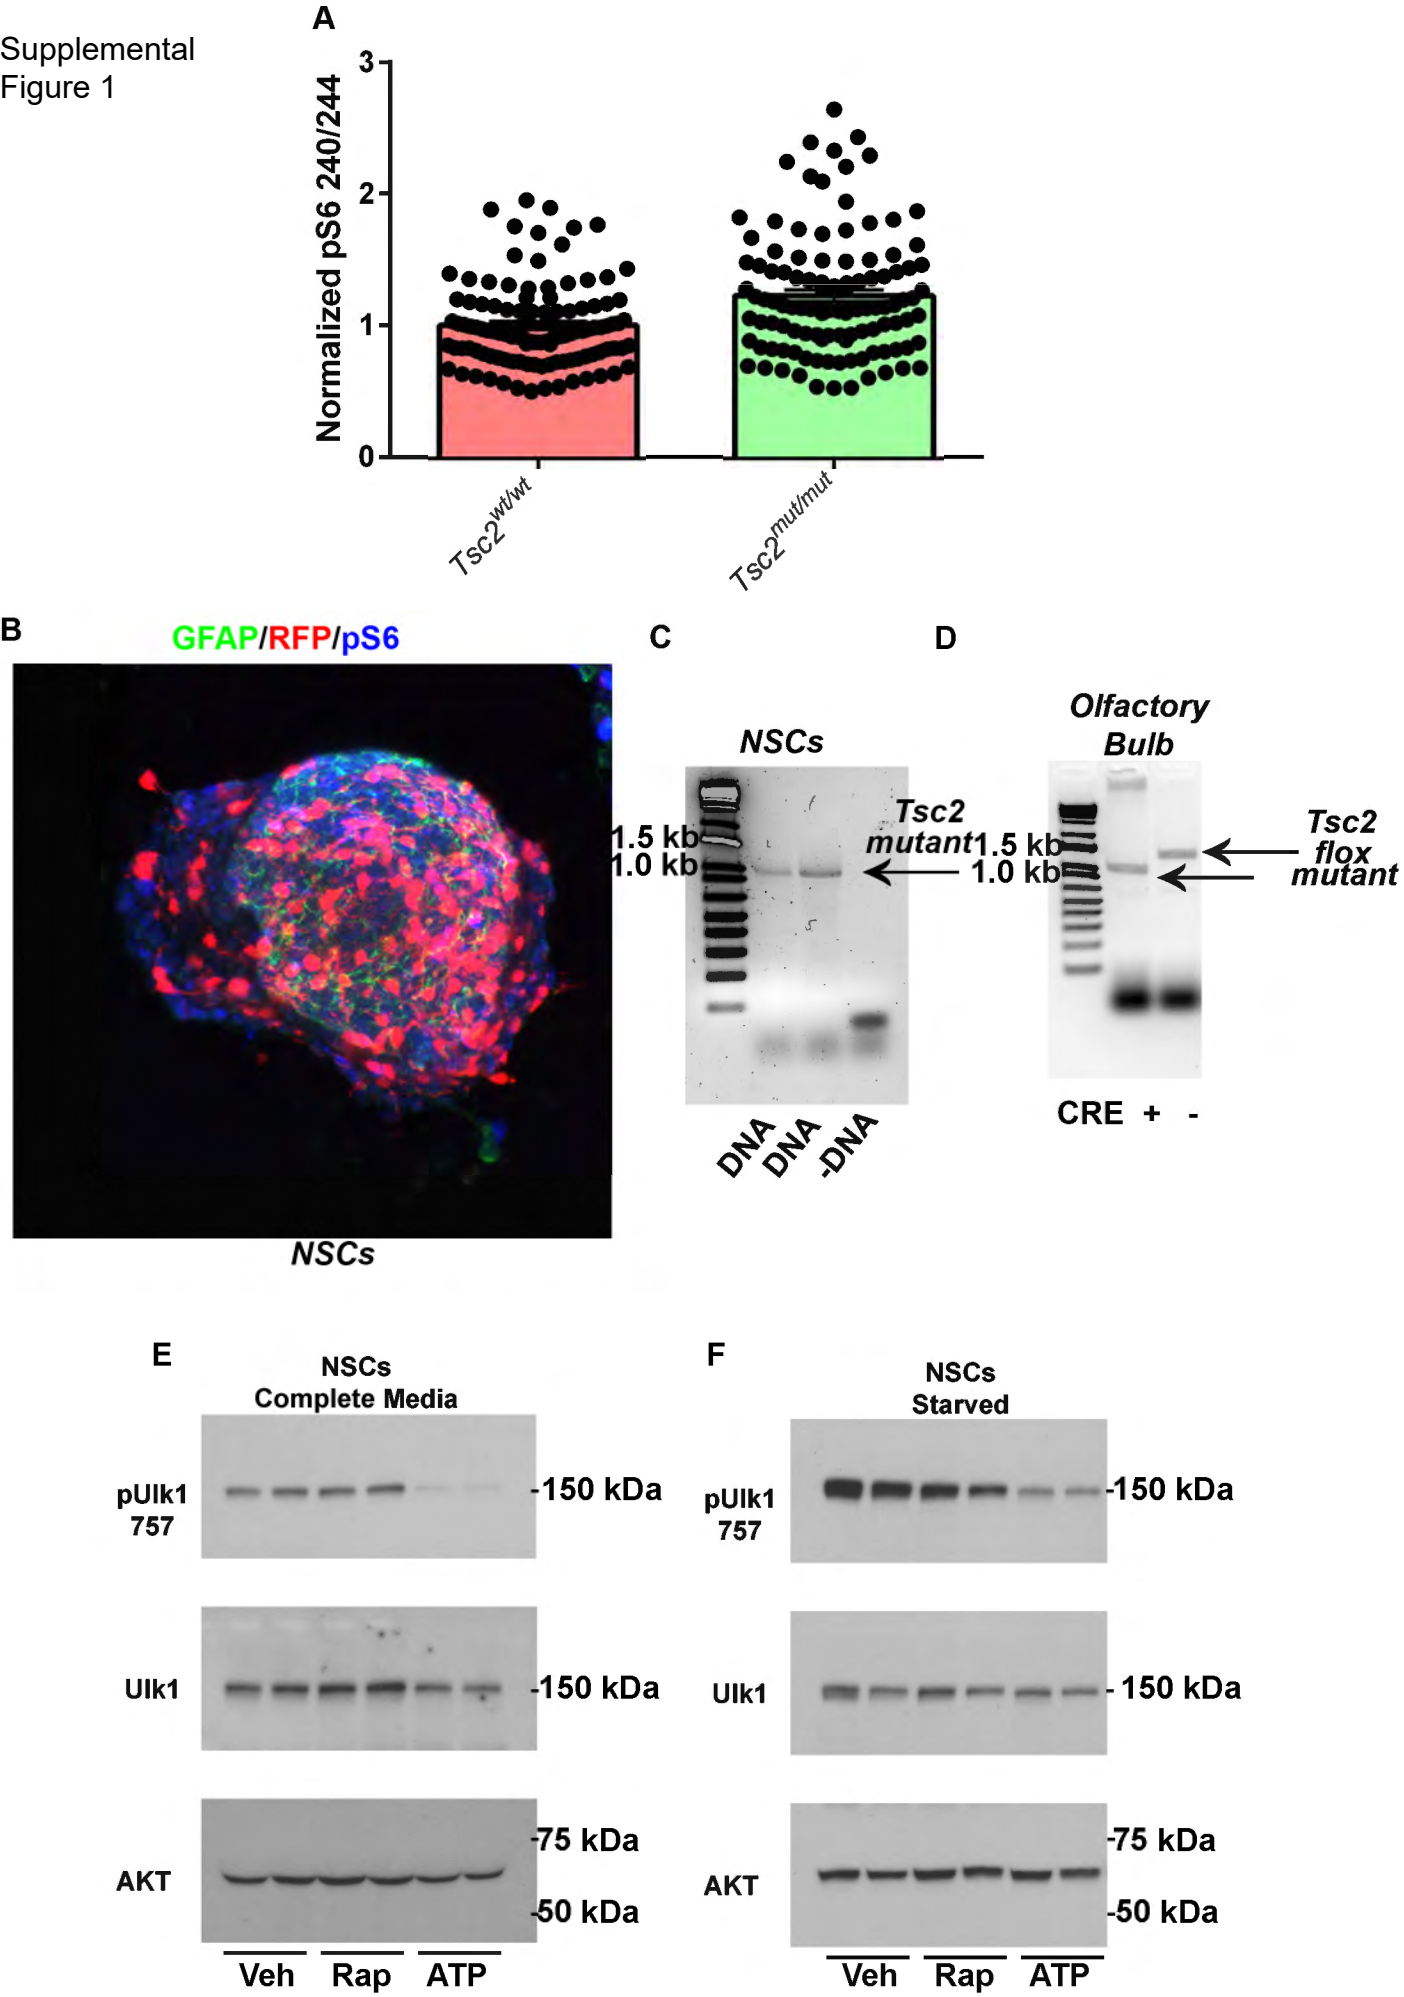 Supplemental
Figure 1
A
Normalized pS6 240/244
3
2
1
0
Tsc2wt/wt
Tsc2mut/mut
B
GFAP/RFP/pS6
NSCs
C
NSCs
1.5 kb
1.0 kb
Tsc2
mutant
DNA
DNA
-DNA
D
Olfactory
Bulb
1.5 kb
1.0 kb
Tsc2
flox
mutant
CRE + -
E
NSCs
Complete Media
pUlk1
757
-150 kDa
Ulk1
-150 kDa
AKT
-75 kDa
-50 kDa
Veh Rap ATP
F
NSCs
Starved
pUlk1
757
-150 kDa
Ulk1
- 150 kDa
AKT
-75 kDa
-50 kDa
Veh Rap ATP